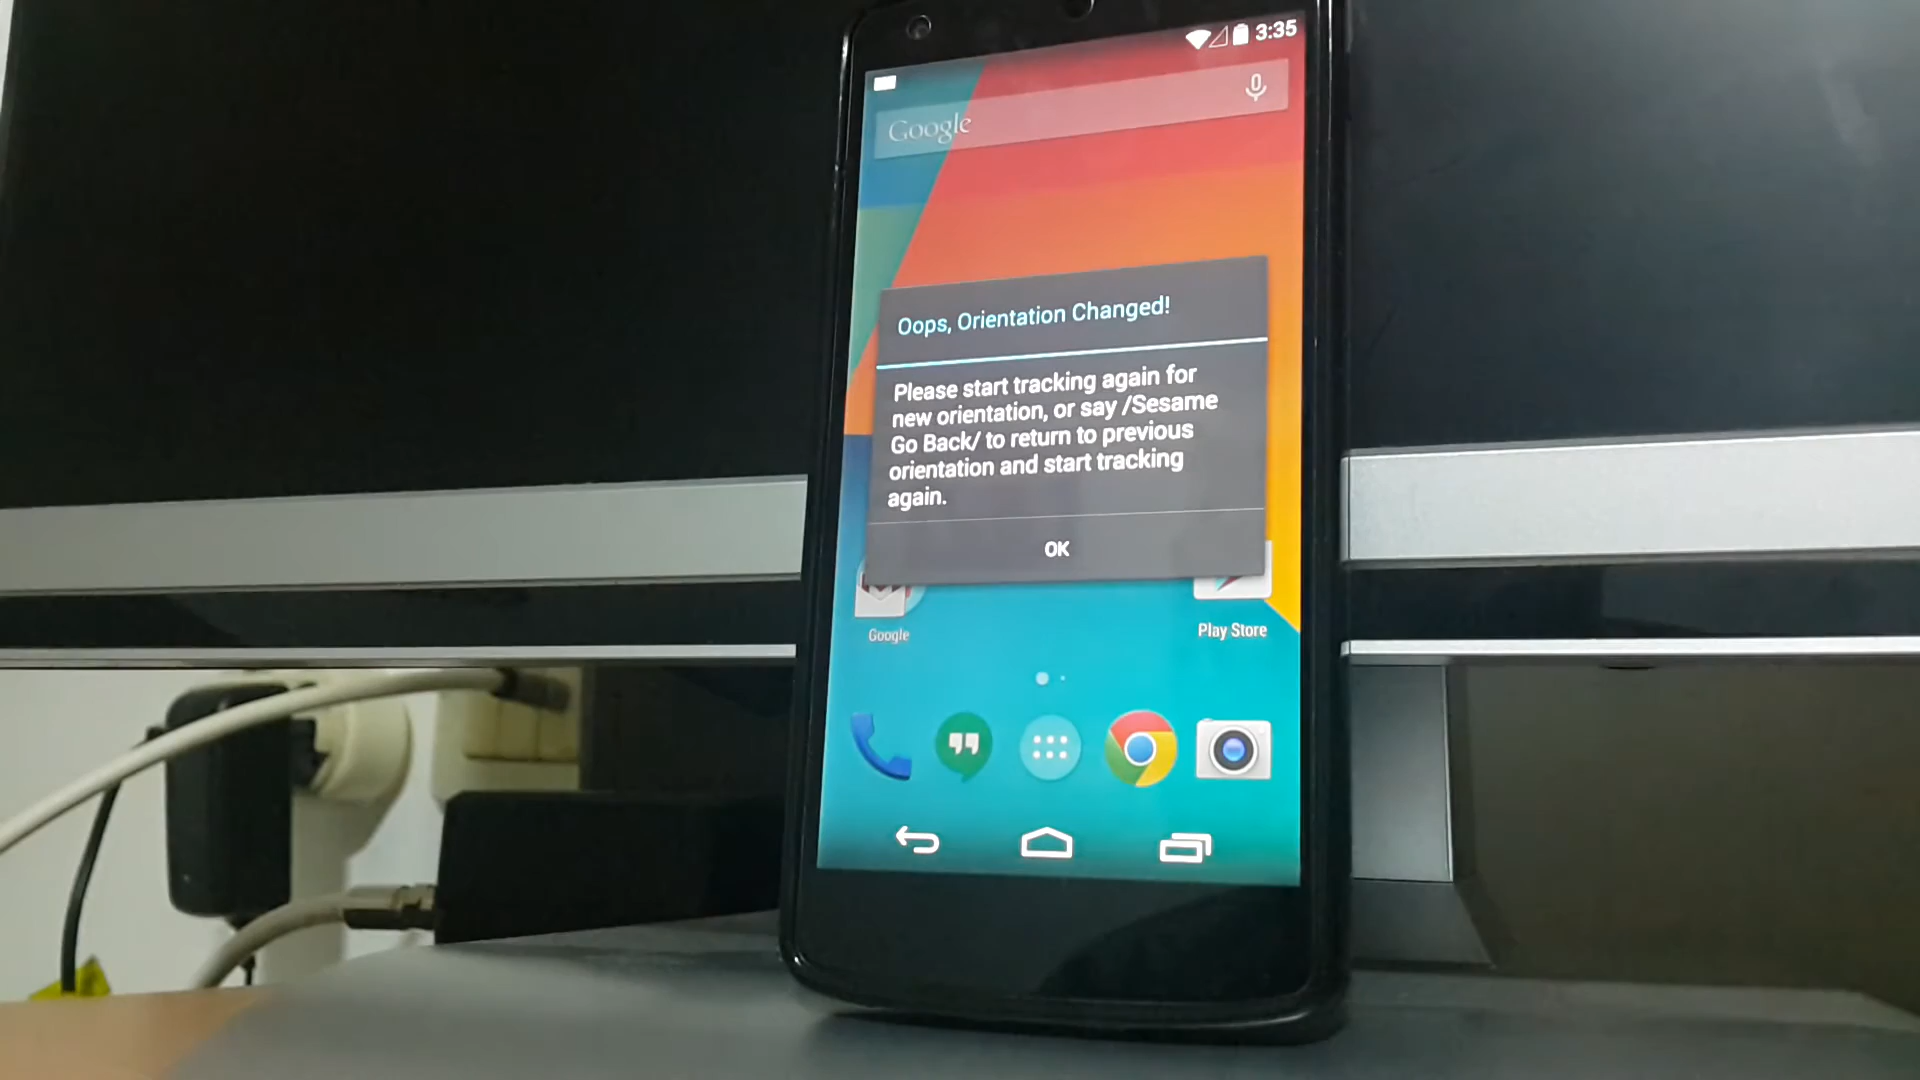 3:35
Google
Oops, Orientation Changed!
Please start tracking again for
new orientation, or say /Sesame
Go Back/ to return to previous
orientation and start tracking
again.
OK
Google
Play Store